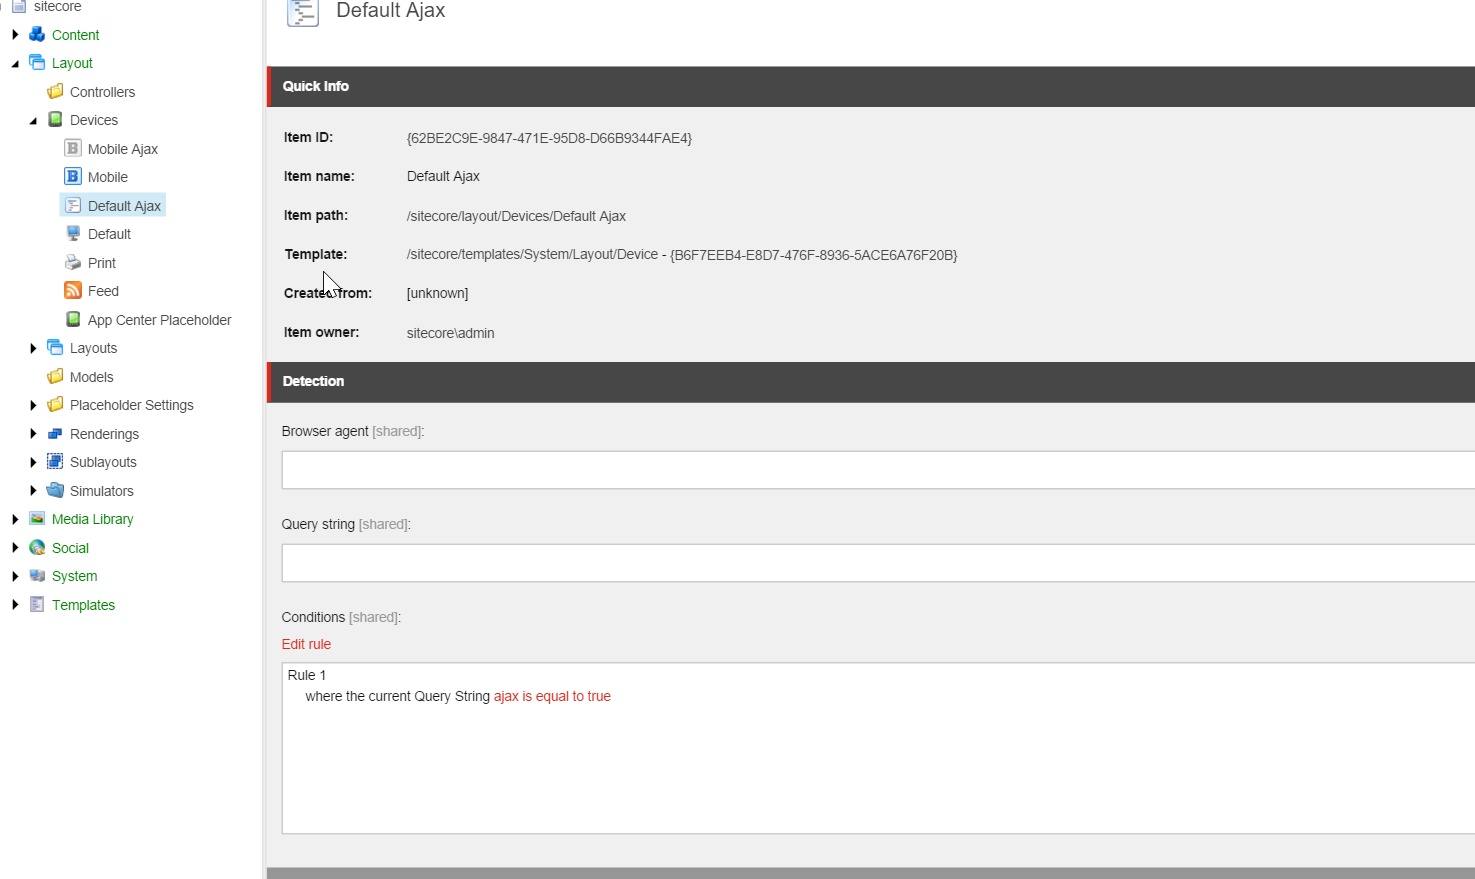 sitecore
Content
Layout
Controllers
Devices
Mobile Ajax
Mobile
Default Ajax
Default
Print
Feed
App Center Placeholder
Layouts
Models
Placeholder Settings
Renderings
Sublayouts
Simulators
Media Library
Social
System
Templates
Default Ajax
Quick Info
Item ID: {62BE2C9E-9847-471E-95D8-D66B9344FAE4}
Item name: Default Ajax
Item path: /sitecore/layout/Devices/Default Ajax
Template: /sitecore/templates/System/Layout/Device - {B6F7EEB4-E8D7-476F-8936-5ACE6A76F20B}
Created from: [unknown]
Item owner: sitecore\admin
Detection
Browser agent [shared]:
Query string [shared]:
Conditions [shared]:
Edit rule
Rule 1
where the current Query String ajax is equal to true